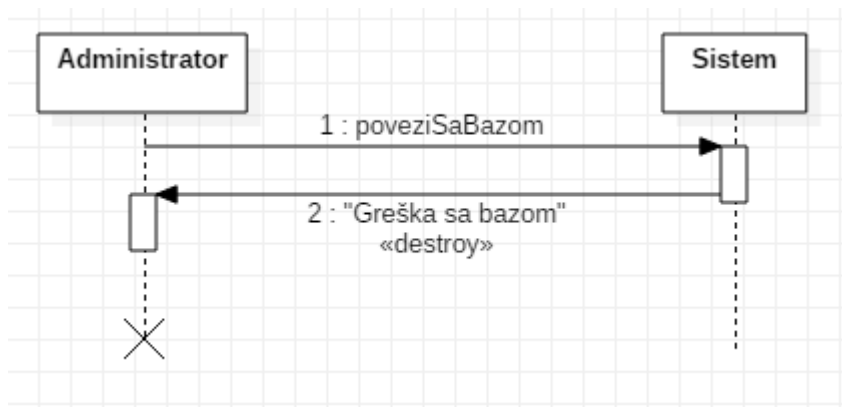 Administrator
Sistem
1 : poveziSaBazom
2 : "Greška sa bazom"
«destroy»